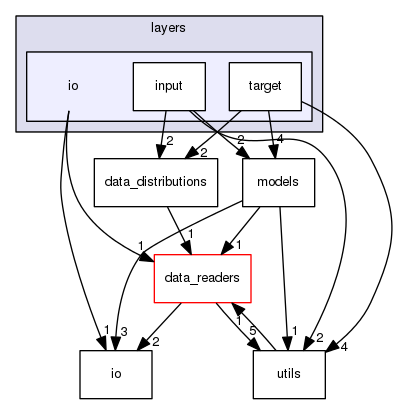 layers
io
input
target
2
2
2
4
data_distributions
models
1
1
1
data_readers
1
3
2
1
5
1
2
4
io
utils